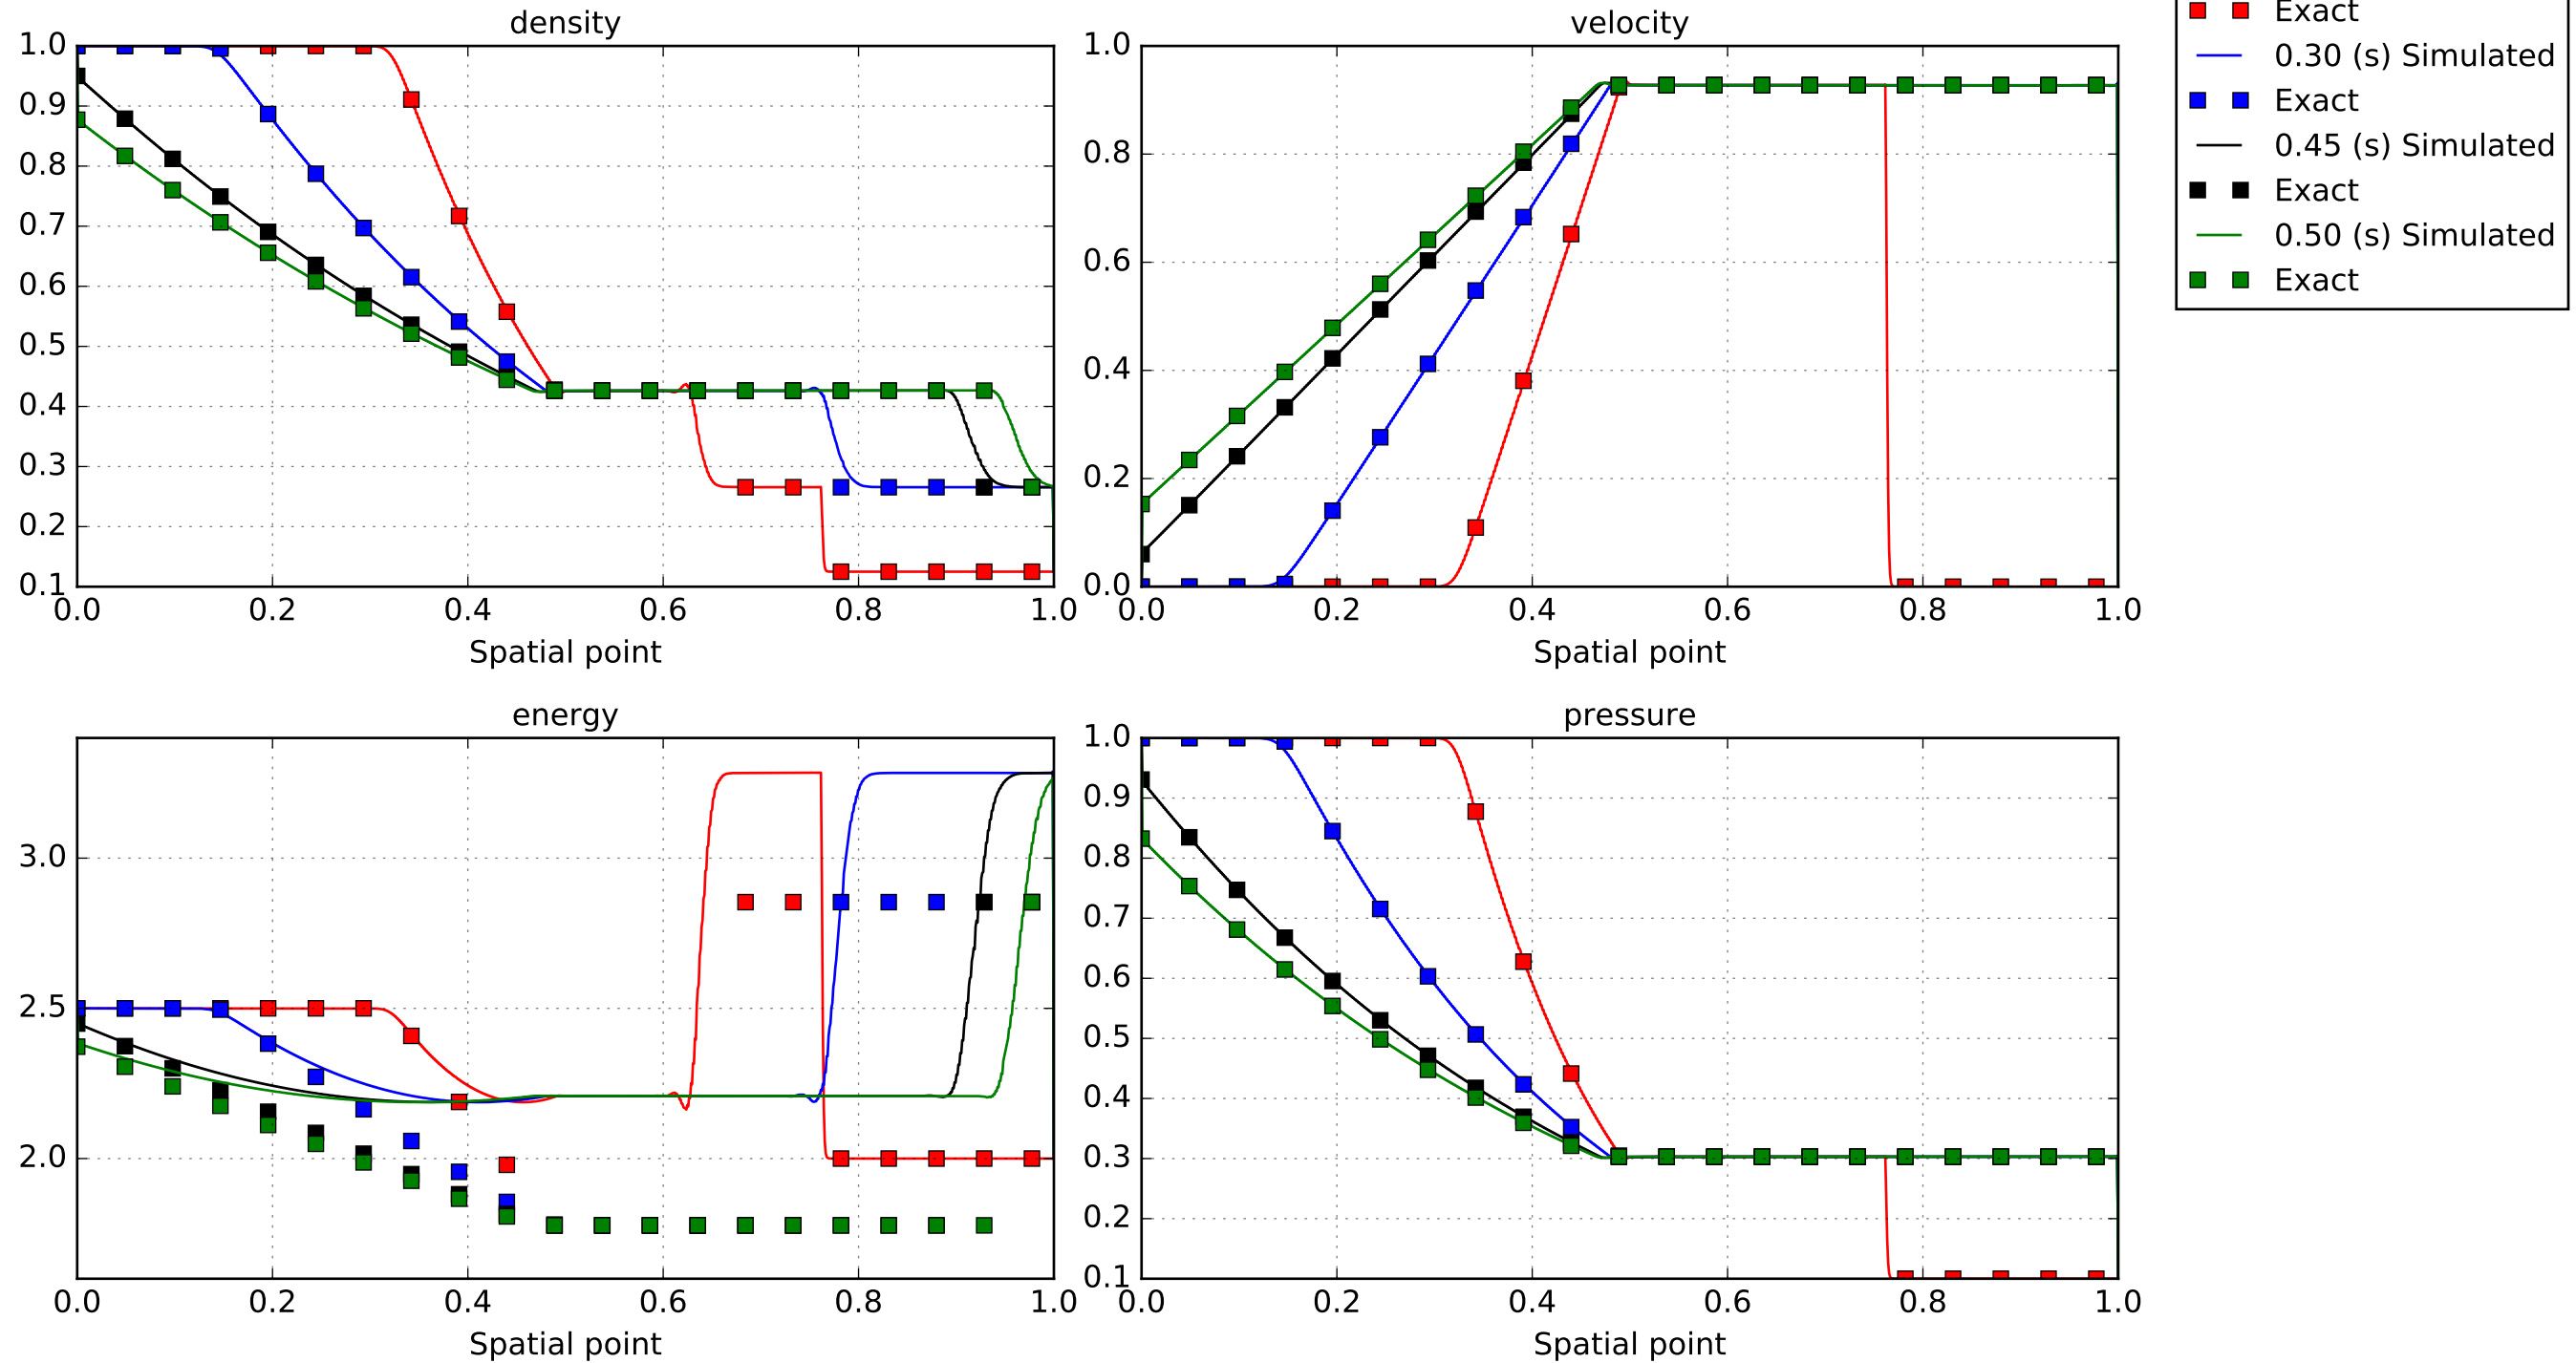 density
1.0
0.9
0.8
0.7
0.6
0.5
0.4
0.3
0.2
0.1
0.0 0.2 0.4 0.6 0.8 1.0
Spatial point
velocity
1.0
0.8
0.6
0.4
0.2
0.0
0.0 0.2 0.4 0.6 0.8 1.0
Spatial point
Exact
0.30 (s) Simulated
Exact
0.45 (s) Simulated
Exact
0.50 (s) Simulated
Exact
energy
3.0
2.5
2.0
0.0 0.2 0.4 0.6 0.8 1.0
Spatial point
pressure
1.0
0.9
0.8
0.7
0.6
0.5
0.4
0.3
0.2
0.1
0.0 0.2 0.4 0.6 0.8 1.0
Spatial point